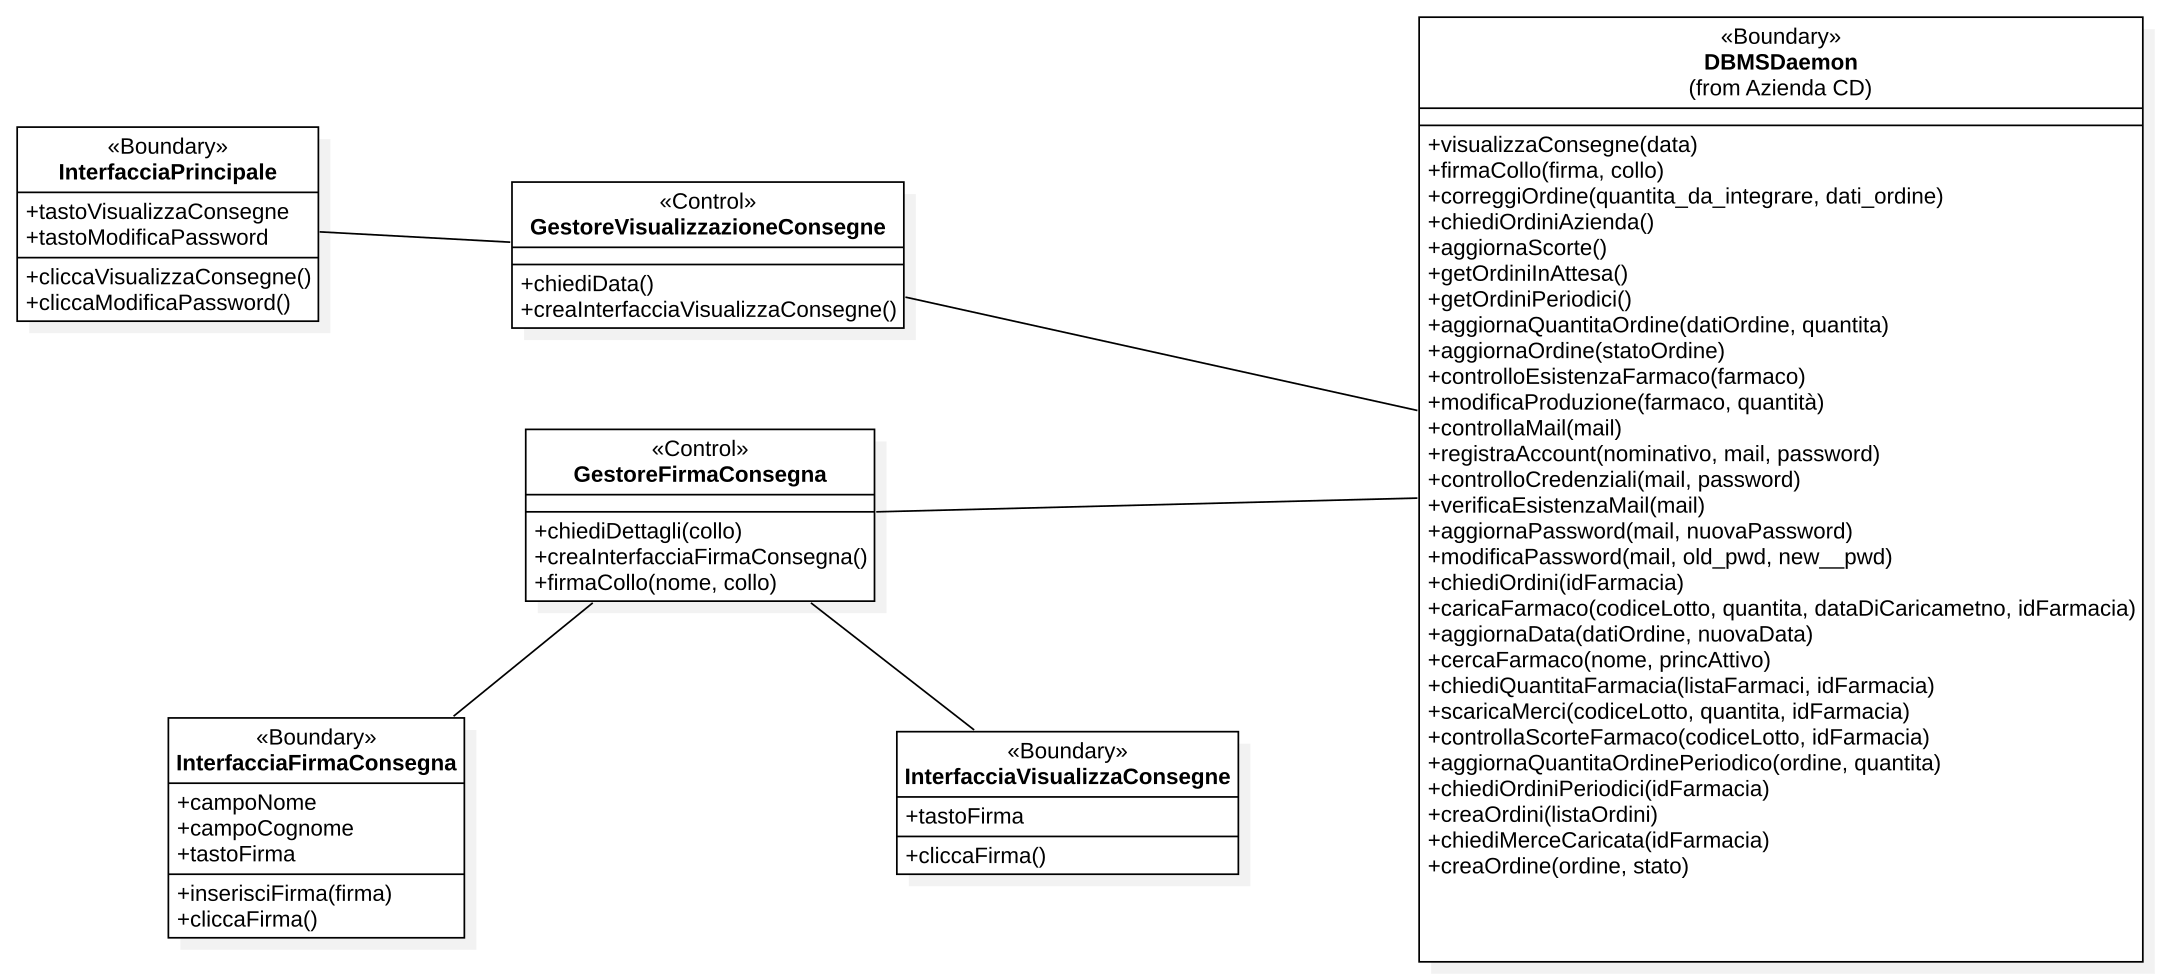 «Boundary»
InterfacciaPrincipale
+tastoVisualizzaConsegne
+tastoModificaPassword
+cliccaVisualizzaConsegne()
+cliccaModificaPassword()
«Control»
GestoreVisualizzazioneConsegne
+chiediData()
+creaInterfacciaVisualizzaConsegne()
«Control»
GestoreFirmaConsegna
+chiediDettagli(collo)
+creaInterfacciaFirmaConsegna()
+firmaCollo(nome, collo)
«Boundary»
InterfacciaFirmaConsegna
+campoNome
+campoCognome
+tastoFirma
+inserisciFirma(firma)
+cliccaFirma()
«Boundary»
InterfacciaVisualizzaConsegne
+tastoFirma
+cliccaFirma()
«Boundary»
DBMSDaemon
(from Azienda CD)
+visualizzaConsegne(data)
+firmaCollo(firma, collo)
+correggiOrdine(quantita_da_integrare, dati_ordine)
+chiediOrdiniAzienda()
+aggiornaScorte()
+getOrdiniInAttesa()
+getOrdiniPeriodici()
+aggiornaQuantitaOrdine(datiOrdine, quantita)
+aggiornaOrdine(statoOrdine)
+controlloEsistenzaFarmaco(farmaco)
+modificaProduzione(farmaco, quantità)
+controllaMail(mail)
+registraAccount(nominativo, mail, password)
+controlloCredenziali(mail, password)
+verificaEsistenzaMail(mail)
+aggiornaPassword(mail, nuovaPassword)
+modificaPassword(mail, old_pwd, new__pwd)
+chiediOrdini(idFarmacia)
+caricaFarmaco(codiceLotto, quantita, dataDiCaricametno, idFarmacia)
+aggiornaData(datiOrdine, nuovaData)
+cercaFarmaco(nome, princAttivo)
+chiediQuantitaFarmacia(listaFarmaci, idFarmacia)
+scaricaMerci(codiceLotto, quantita, idFarmacia)
+controllaScorteFarmaco(codiceLotto, idFarmacia)
+aggiornaQuantitaOrdinePeriodico(ordine, quantita)
+chiediOrdiniPeriodici(idFarmacia)
+creaOrdini(listaOrdini)
+chiediMerceCaricata(idFarmacia)
+creaOrdine(ordine, stato)